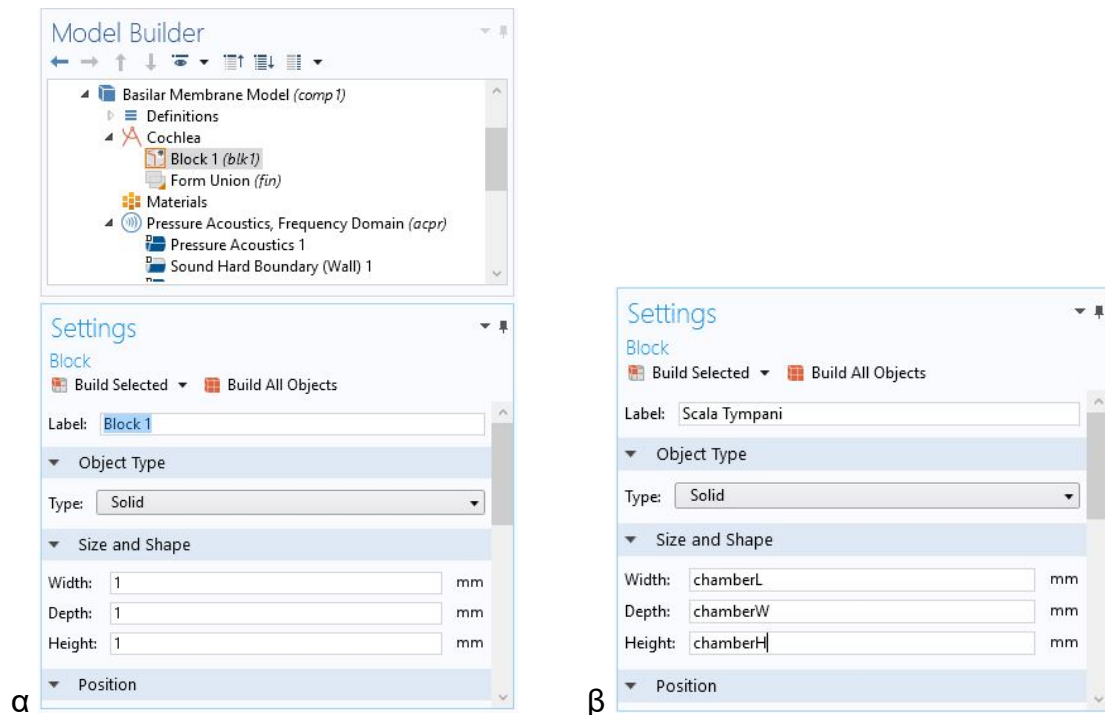 Model Builder
Basilar Membrane Model (comp1)
Definitions
Cochlea
Block 1 (blk1)
Form Union (fin)
Materials
Pressure Acoustics, Frequency Domain (acpr)
Pressure Acoustics 1
Sound Hard Boundary (Wall) 1
Settings
Block
Build Selected Build All Objects
Label: Block 1
Object Type
Type: Solid
Size and Shape
Width: 1 mm
Depth: 1 mm
Height: 1 mm
Position
α
Settings
Block
Build Selected Build All Objects
Label: Scala Tympani
Object Type
Type: Solid
Size and Shape
Width: chamberL mm
Depth: chamberW mm
Height: chamberH mm
Position
β